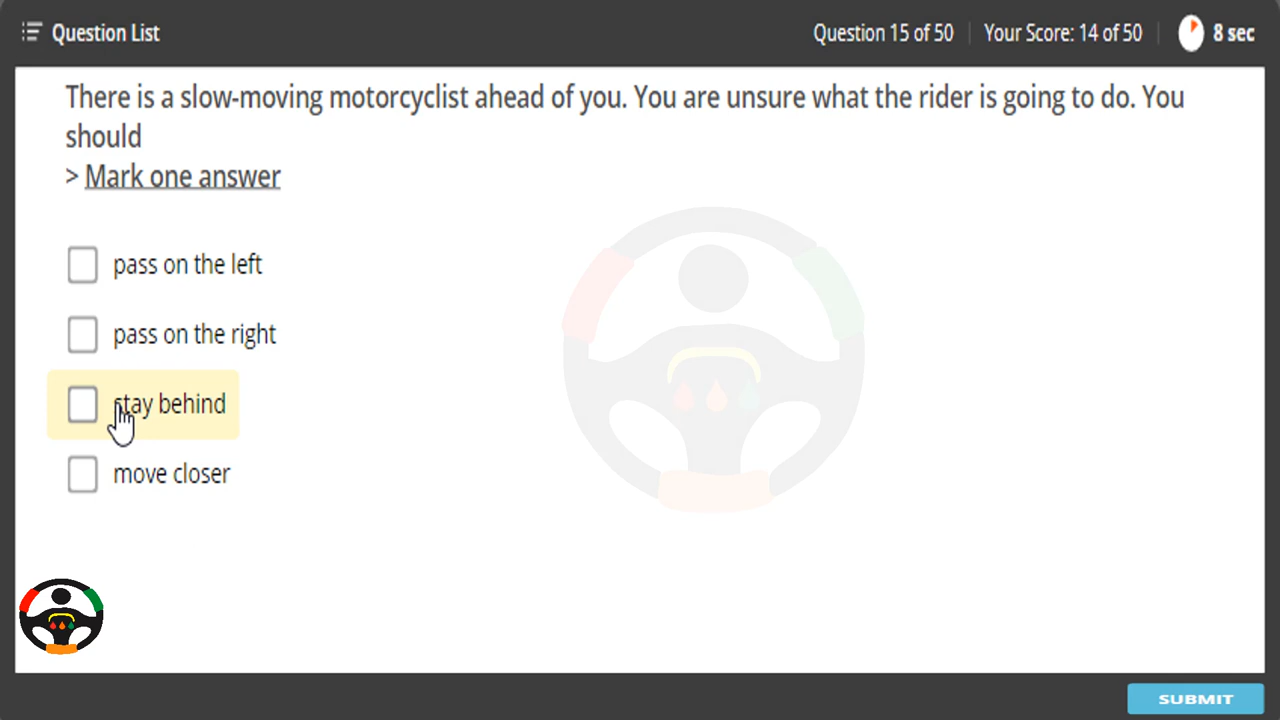 Question List
Question 15 of 50
Your Score: 14 of 50
8 sec
There is a slow-moving motorcyclist ahead of you. You are unsure what the rider is going to do. You
should
> Mark one answer
pass on the left
pass on the right
stay behind
move closer
SUBMIT